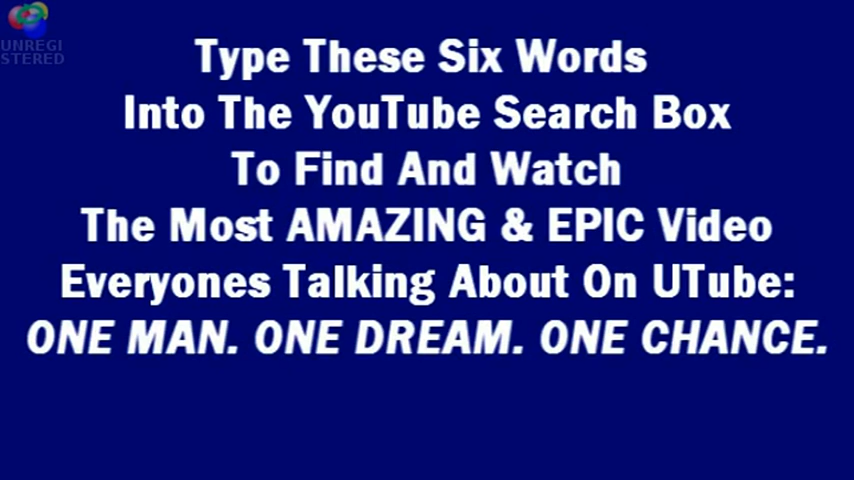 UNREGI
STERED
Type These Six Words
Into The YouTube Search Box
To Find And Watch
The Most AMAZING & EPIC Video
Everyones Talking About On UTube:
ONE MAN. ONE DREAM. ONE CHANCE.